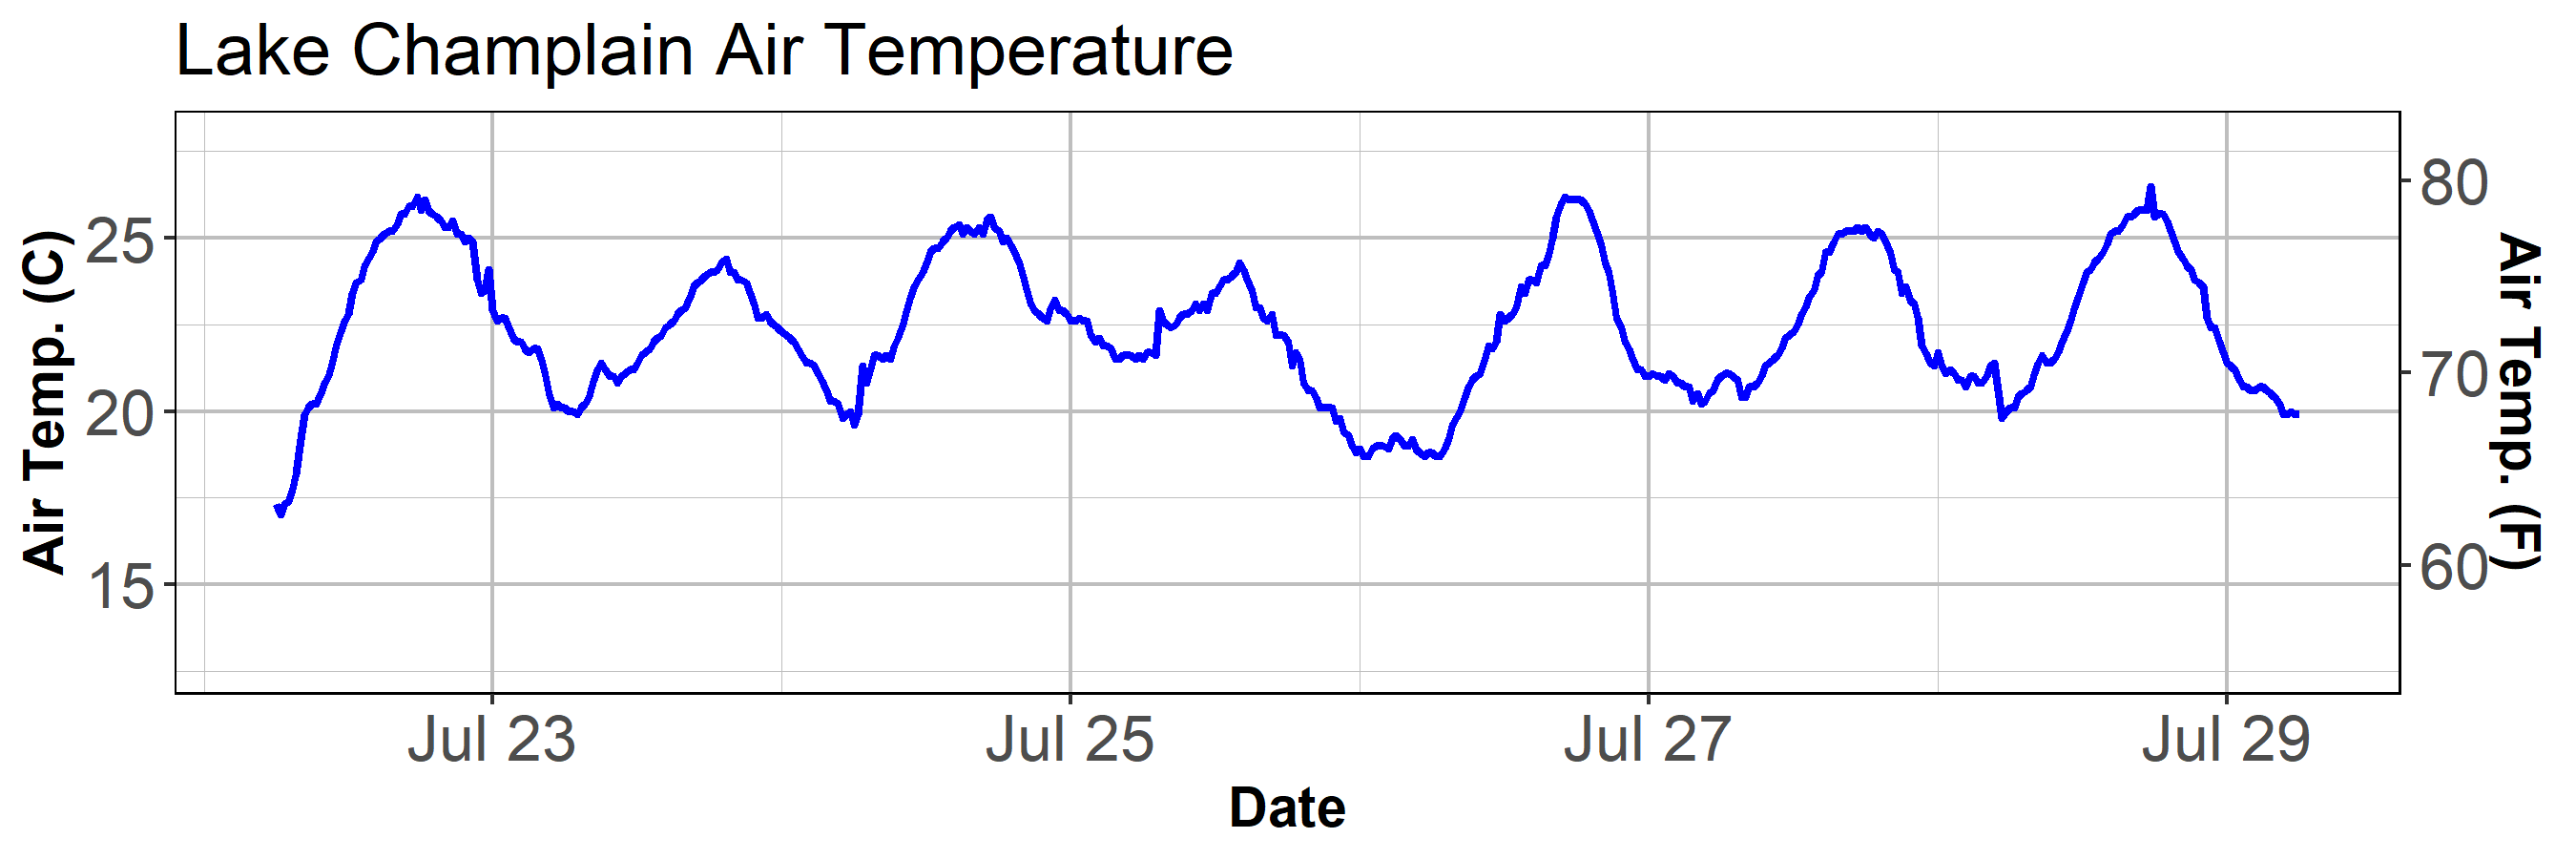 Lake Champlain Air Temperature
Air Temp. (C)
25
20
15
80
70
60
Air Temp. (F)
Jul 23
Jul 25
Jul 27
Jul 29
Date